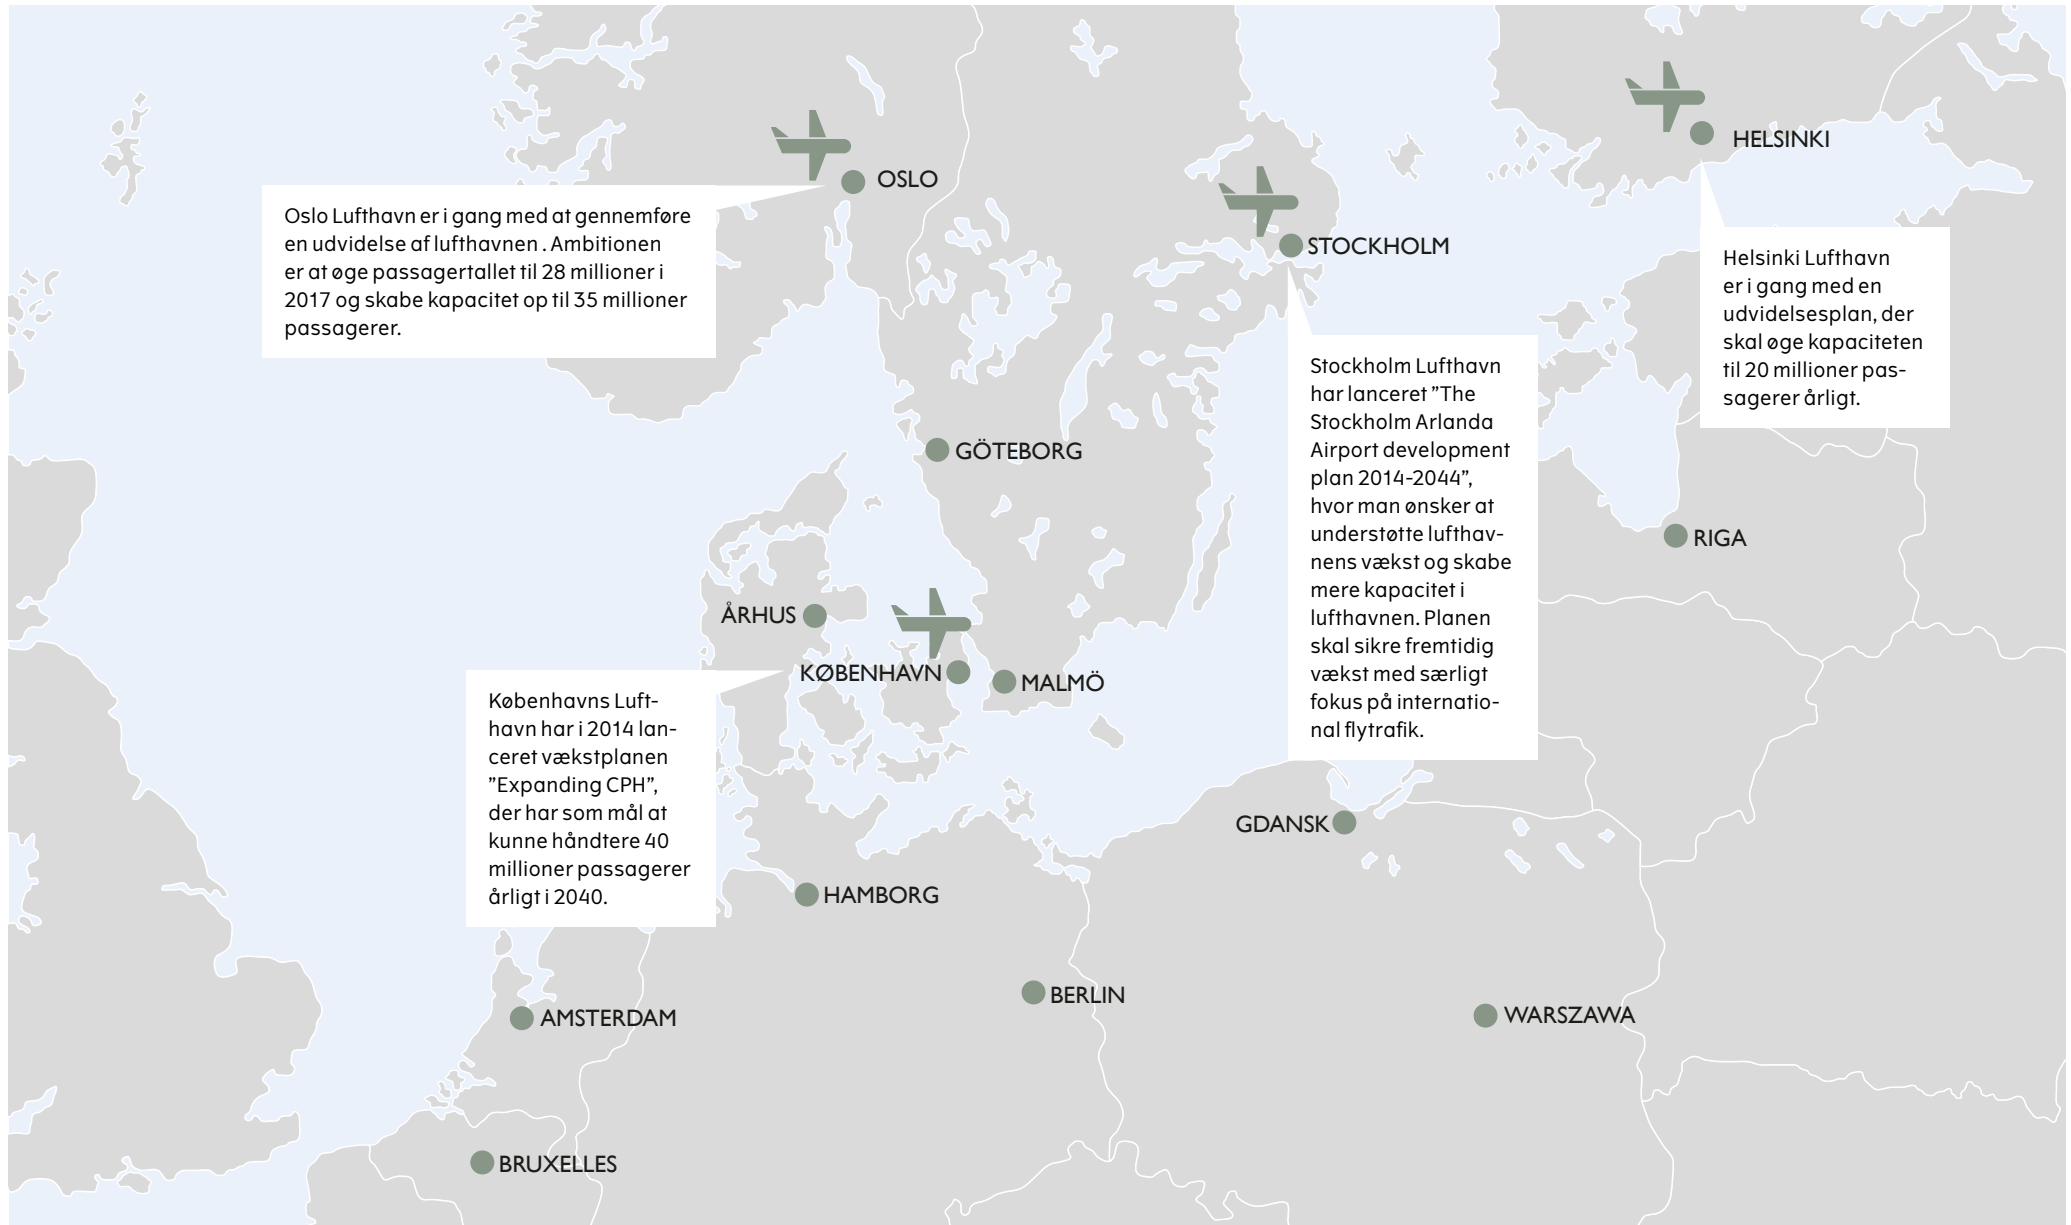 HELSINKI
OSLO
Oslo Lufthavn er i gang med at gennemføre
en udvidelse af lufthavnen . Ambitionen
er at øge passagertallet til 28 millioner i
2017 og skabe kapacitet op til 35 millioner
passagerer.
STOCKHOLM
Helsinki Lufthavn
er i gang med en
udvidelsesplan, der
skal øge kapaciteten
til 20 millioner pas-
sagerer årligt.
Stockholm Lufthavn
har lanceret ”The
Stockholm Arlanda
Airport development
plan 2014-2044”,
hvor man ønsker at
understøtte lufthav-
nens vækst og skabe
mere kapacitet i
lufthavnen. Planen
skal sikre fremtidig
vækst med særligt
fokus på internatio-
nal flytrafik.
GÖTEBORG
RIGA
ÅRHUS
KØBENHAVN
MALMÖ
Københavns Luft-
havn har i 2014 lan-
ceret vækstplanen
”Expanding CPH”,
der har som mål at
kunne håndtere 40
millioner passagerer
årligt i 2040.
GDANSK
HAMBORG
BERLIN
AMSTERDAM
WARSZAWA
BRUXELLES